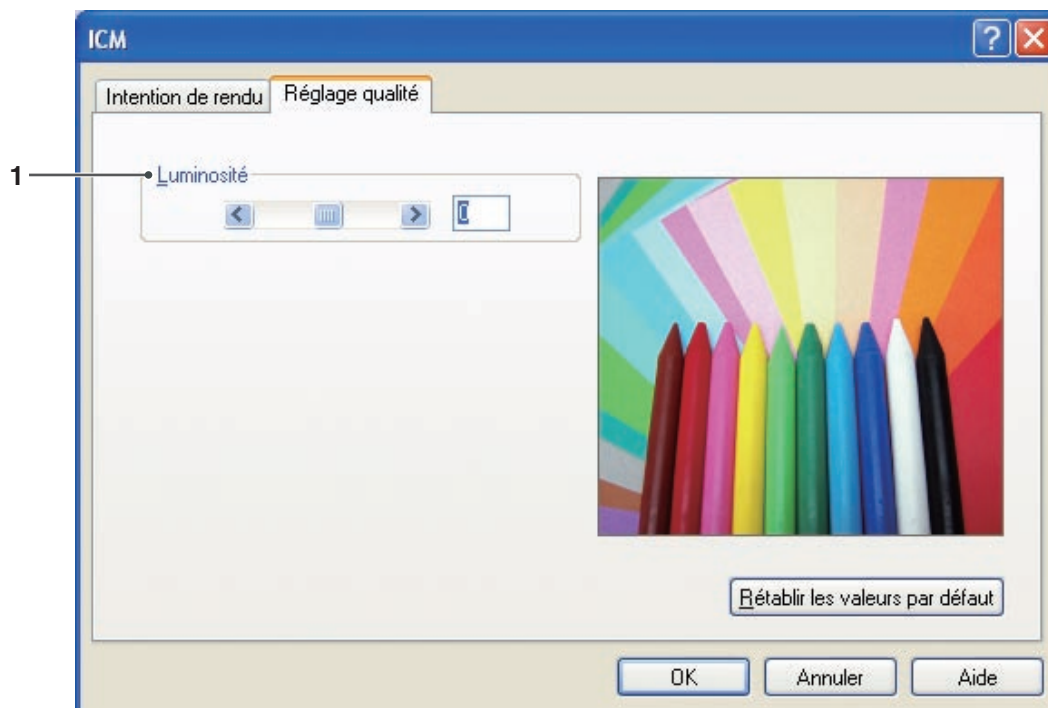 ICM
Intention de rendu Réglage qualité
1 Luminosité
0
Rétablir les valeurs par défaut
OK Annuler Aide